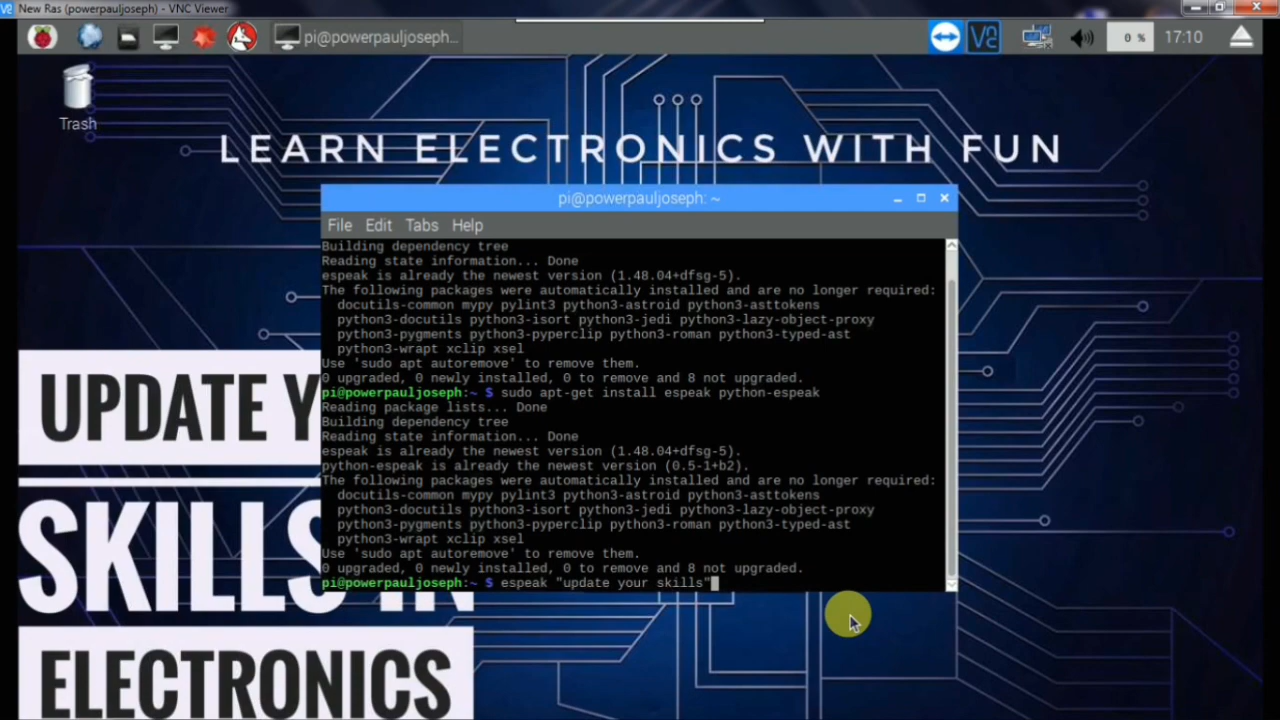 New Ras (powerpauljoseph) - VNC Viewer
pi@powerpauljoseph...
0 %
17:10
Trash
LEARN ELECTRONICS WITH FUN
pi@powerpauljoseph: ~
File Edit Tabs Help
Building dependency tree
Reading state information... Done
espeak is already the newest version (1.48.04+dfsg-5).
The following packages were automatically installed and are no longer required:
docutils-common mypy pylint3 python3-astroid python3-asttokens
python3-docutils python3-isort python3-jedi python3-lazy-object-proxy
python3-pygments python3-pyperclip python3-roman python3-typed-ast
python3-wrapt xclip xsel
Use 'sudo apt autoremove' to remove them.
0 upgraded, 0 newly installed, 0 to remove and 8 not upgraded.
pi@powerpauljoseph:~ $ sudo apt-get install espeak python-espeak
Reading package lists... Done
Building dependency tree
Reading state information... Done
espeak is already the newest version (1.48.04+dfsg-5).
python-espeak is already the newest version (0.5-1+b2).
The following packages were automatically installed and are no longer required:
docutils-common mypy pylint3 python3-astroid python3-asttokens
python3-docutils python3-isort python3-jedi python3-lazy-object-proxy
python3-pygments python3-pyperclip python3-roman python3-typed-ast
python3-wrapt xclip xsel
Use 'sudo apt autoremove' to remove them.
0 upgraded, 0 newly installed, 0 to remove and 8 not upgraded.
pi@powerpauljoseph:~ $ espeak "update your skills"
UPDATE Y
SKILLS IN
ELECTRONICS